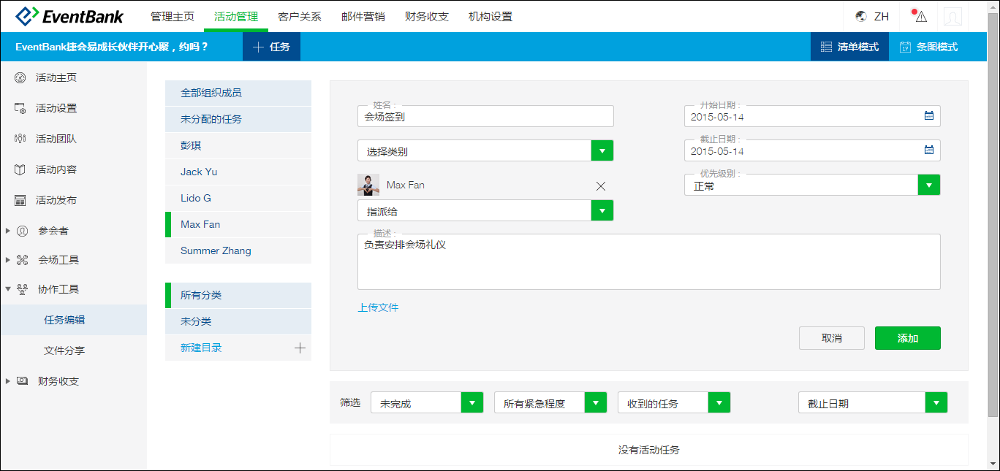 EventBank
管理主页
活动管理
客户关系
邮件营销
财务收支
机构设置
ZH
EventBank捷会易成长伙伴开心聚，约吗？
任务
清单模式
17
条图模式
活动主页
活动设置
活动团队
活动内容
活动发布
参会者
会场工具
协作工具
任务编辑
文件分享
财务收支
全部组织成员
未分配的任务
彭琪
Jack Yu
Lido G
Max Fan
Summer Zhang
所有分类
未分类
新建目录
姓名：
会场签到
选择类别
Max Fan
指派给
开始日期：
2015-05-14
截止日期：
2015-05-14
优先级别：
正常
描述：
负责安排会场礼仪
上传文件
取消
添加
筛选
未完成
所有紧急程度
收到的任务
截止日期
没有活动任务